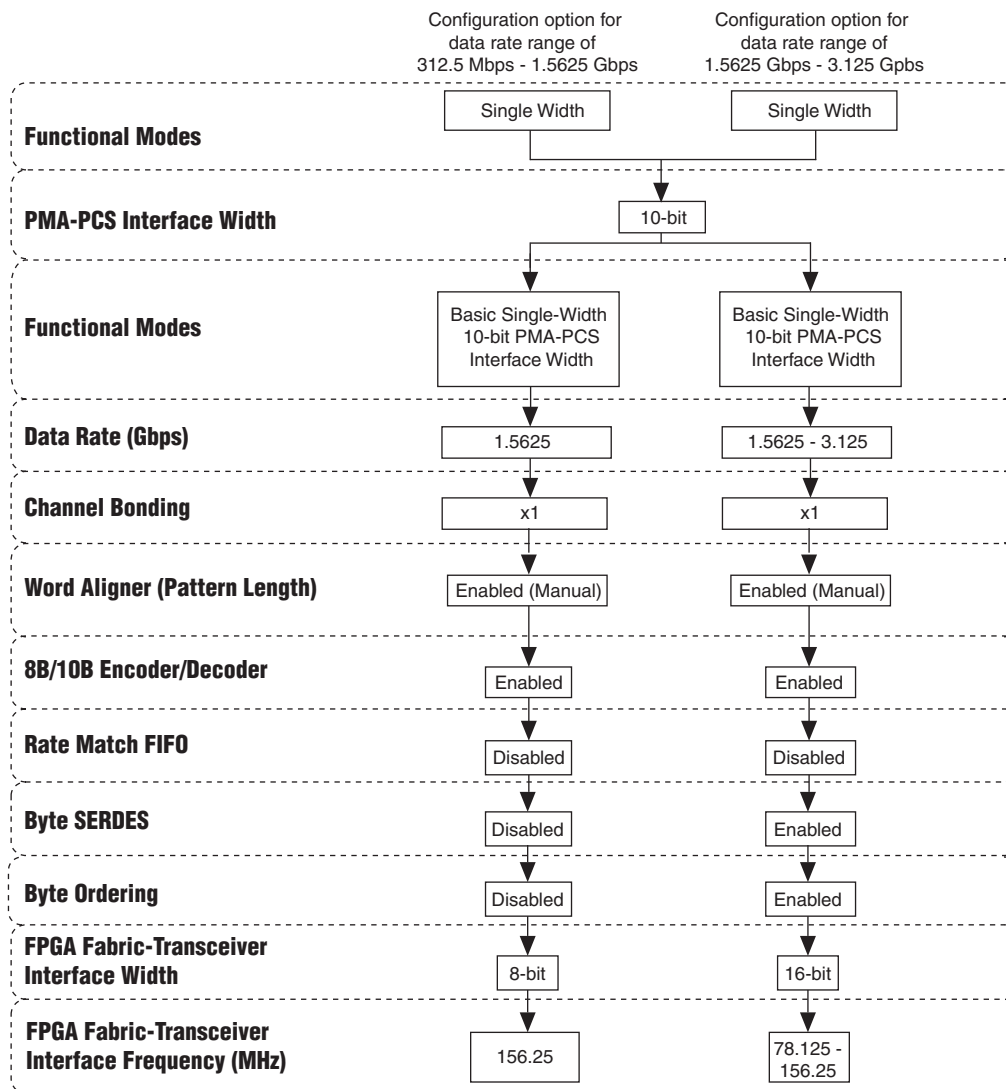 Configuration option for
data rate range of
312.5 Mbps - 1.5625 Gbps
Configuration option for
data rate range of
1.5625 Gbps - 3.125 Gpbs
Functional Modes
Single Width
Single Width
PMA-PCS Interface Width
10-bit
Functional Modes
Basic Single-Width
10-bit PMA-PCS
Interface Width
Basic Single-Width
10-bit PMA-PCS
Interface Width
Data Rate (Gbps)
1.5625
1.5625 - 3.125
Channel Bonding
x1
x1
Word Aligner (Pattern Length)
Enabled (Manual)
Enabled (Manual)
8B/10B Encoder/Decoder
Enabled
Enabled
Rate Match FIFO
Disabled
Disabled
Byte SERDES
Disabled
Enabled
Byte Ordering
Disabled
Enabled
FPGA Fabric-Transceiver
Interface Width
8-bit
16-bit
FPGA Fabric-Transceiver
Interface Frequency (MHz)
156.25
78.125 -
156.25